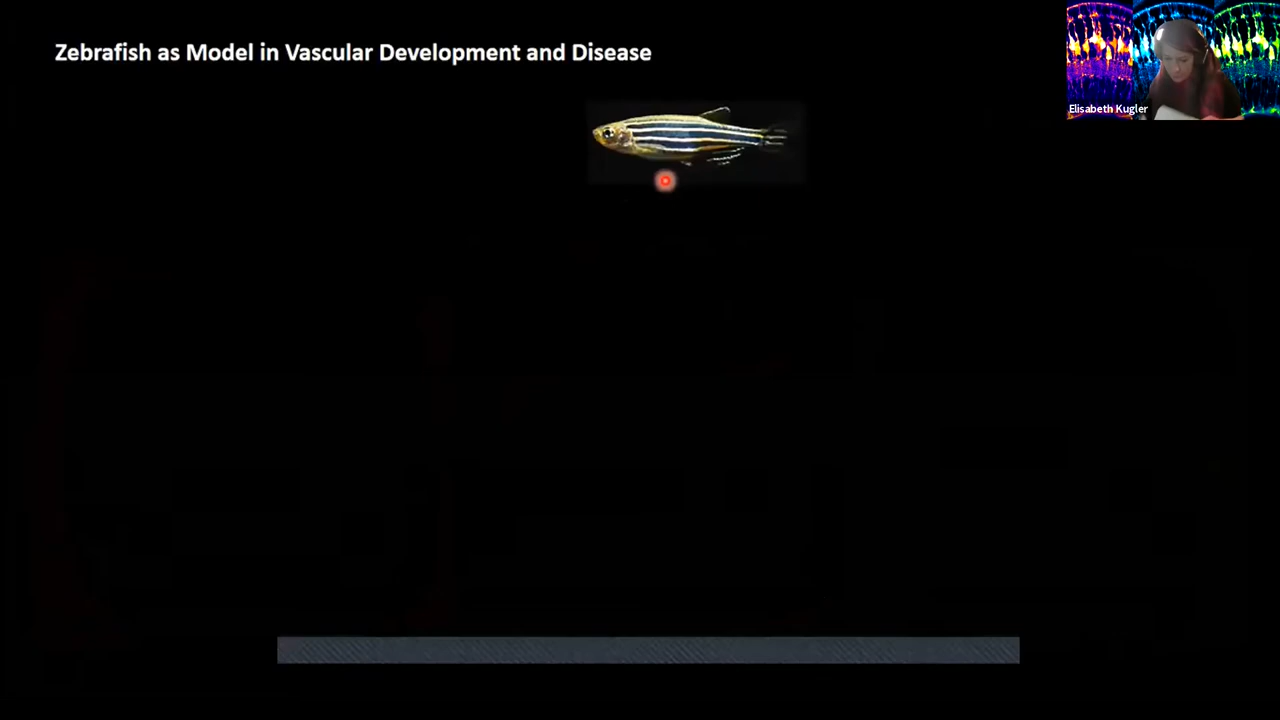 Zebrafish as Model in Vascular Development and Disease
Elisabeth Kugler